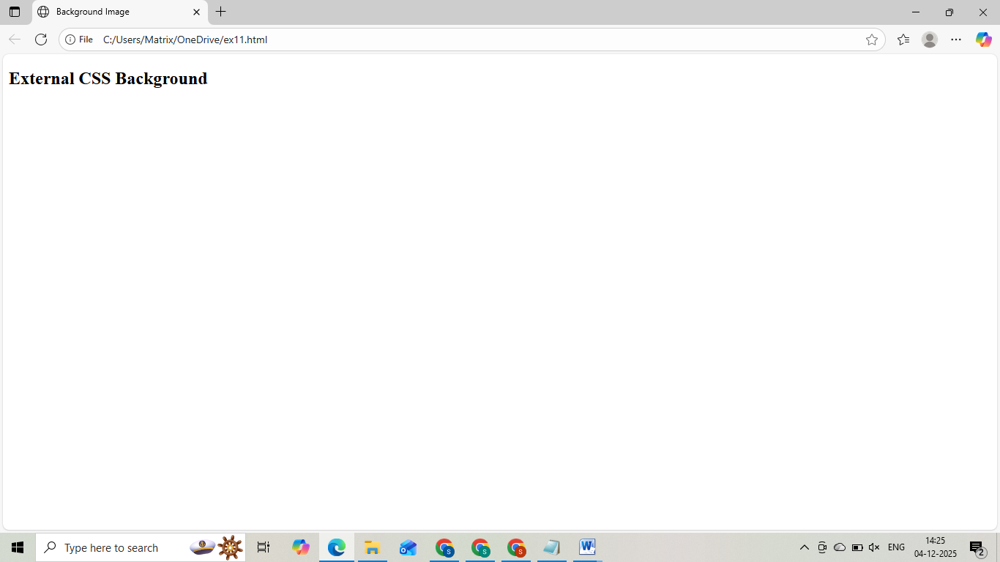 Background Image
File C:/Users/Matrix/OneDrive/ex11.html
External CSS Background
Type here to search
S
S
S
W
ENG
14:25
04-12-2025
2